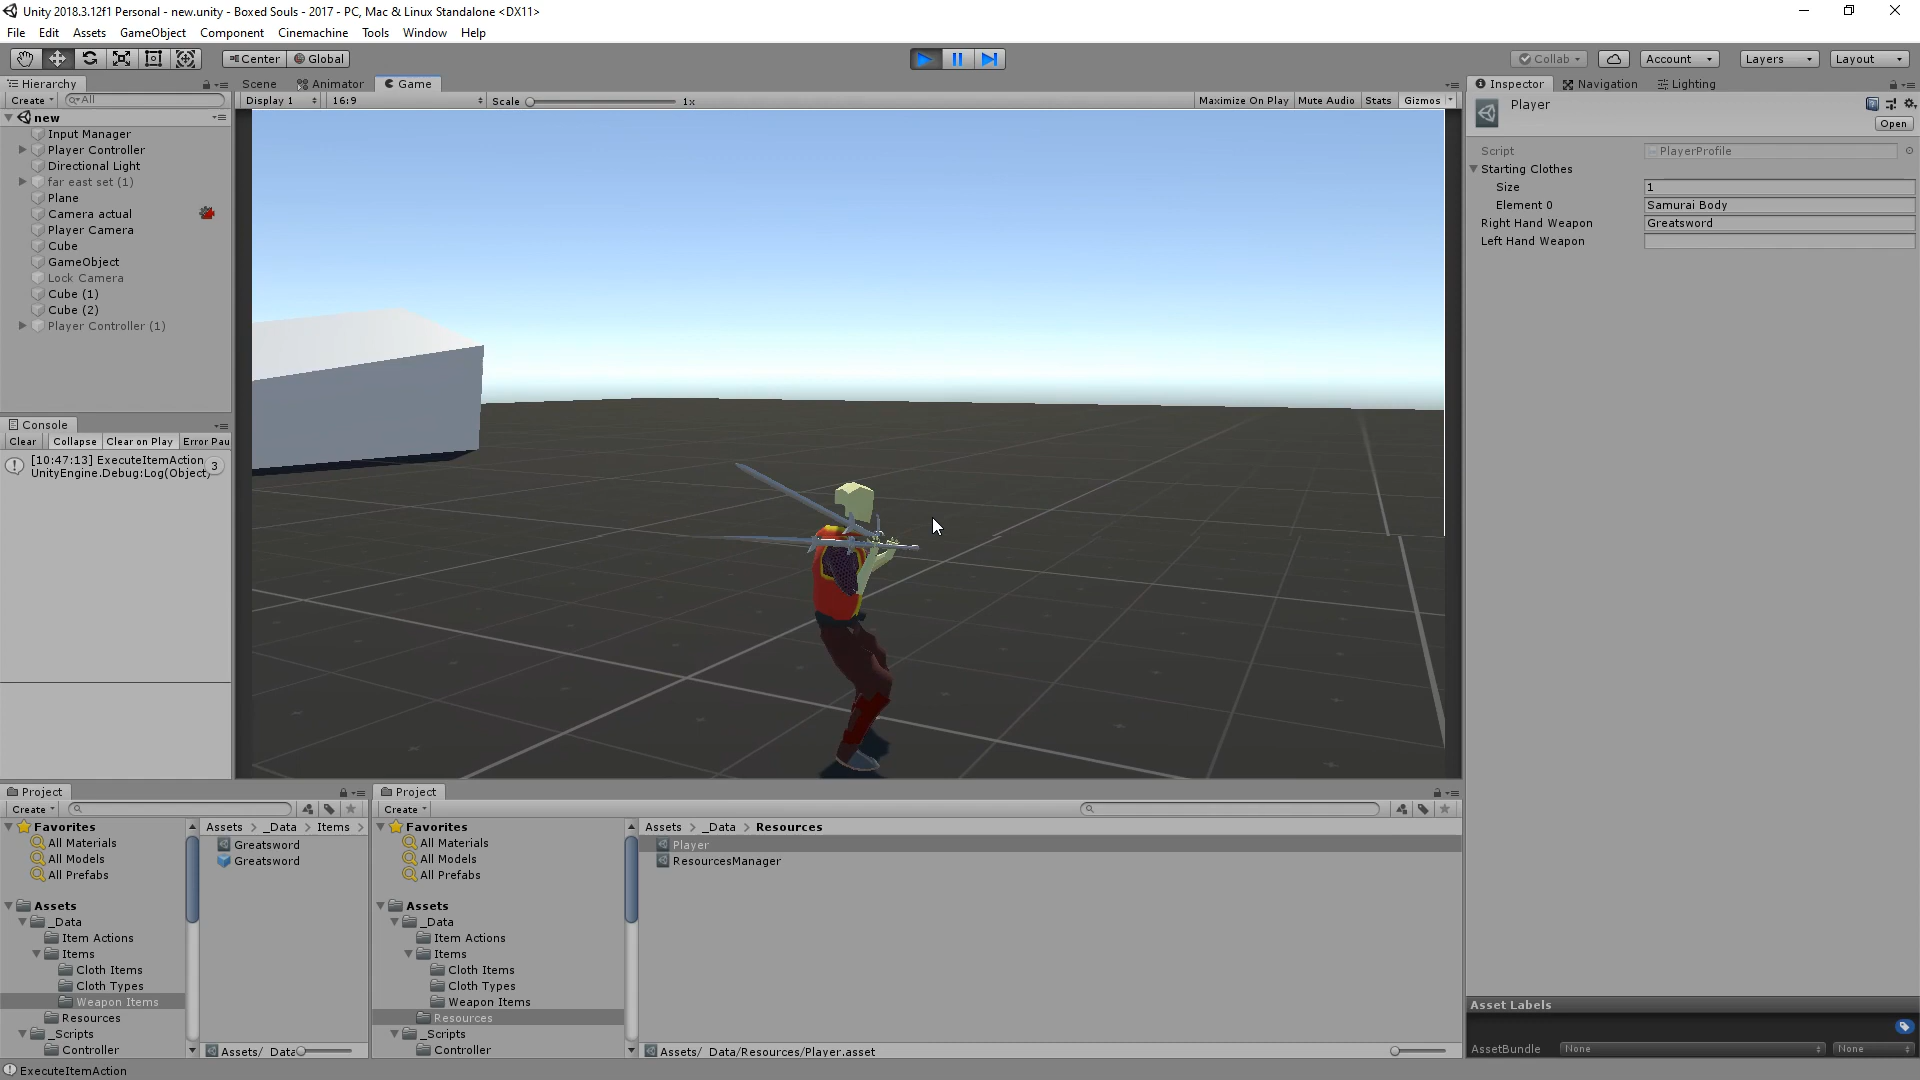 Unity 2018.3.12f1 Personal - new.unity - Boxed Souls - 2017 - PC, Mac & Linux Standalone <DX11>
File Edit Assets GameObject Component Cinemachine Tools Window Help
Center Global
Collab Account Layers Layout
Hierarchy
Create All
new
Input Manager
Player Controller
Directional Light
far east set (1)
Plane
Camera actual
Player Camera
Cube
GameObject
Lock Camera
Cube (1)
Cube (2)
Player Controller (1)
Console
Clear Collapse Clear on Play Error Pau
[10:47:13] ExecuteItemAction
UnityEngine.Debug:Log(Object)
3
Scene Animator Game
Display 1 16:9 Scale 1x Maximize On Play Mute Audio Stats Gizmos
Inspector Navigation Lighting
Player
Open
Script PlayerProfile
Starting Clothes
Size 1
Element 0 Samurai Body
Right Hand Weapon Greatsword
Left Hand Weapon
Project
Create
Favorites
All Materials
All Models
All Prefabs
Assets
_Data
Item Actions
Items
Cloth Items
Cloth Types
Weapon Items
Resources
_Scripts
Controller
Assets > _Data > Items >
Greatsword
Greatsword
Assets/_Data
Project
Create
Favorites
All Materials
All Models
All Prefabs
Assets
_Data
Item Actions
Items
Cloth Items
Cloth Types
Weapon Items
Resources
_Scripts
Controller
Assets > _Data > Resources
Player
ResourcesManager
Assets/_Data/Resources/Player.asset
Asset Labels
AssetBundle None None
ExecuteItemAction